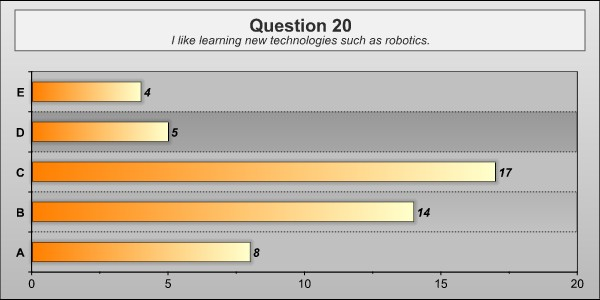 Question 20
I like learning new technologies such as robotics.
E 4
D 5
C 17
B 14
A 8
0 5 10 15 20